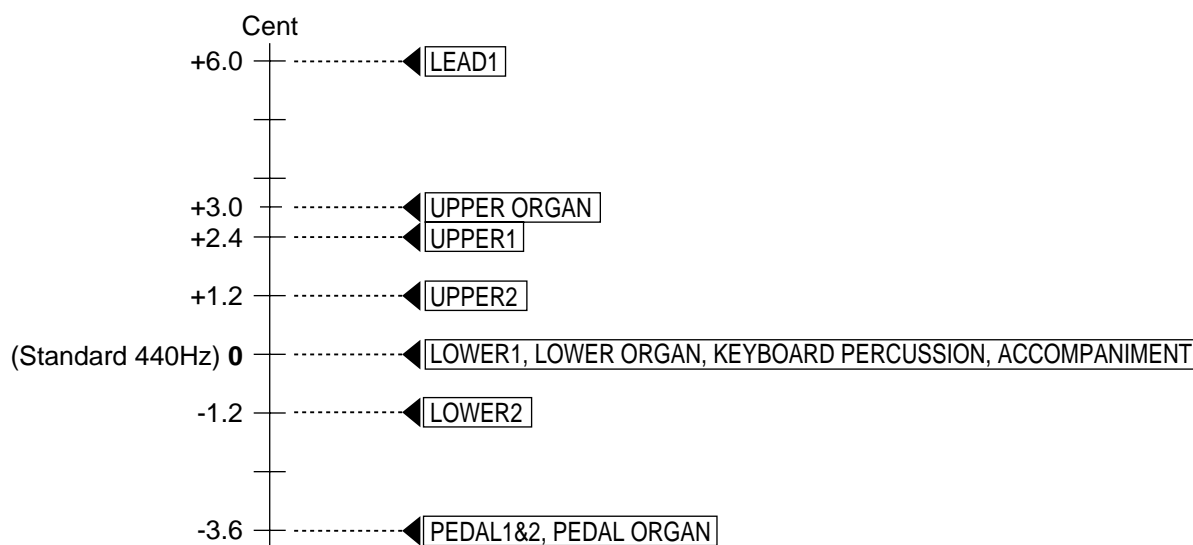 Cent
+6.0 LEAD1
+3.0 UPPER ORGAN
+2.4 UPPER1
+1.2 UPPER2
(Standard 440Hz) 0 LOWER1, LOWER ORGAN, KEYBOARD PERCUSSION, ACCOMPANIMENT
-1.2 LOWER2
-3.6 PEDAL1&2, PEDAL ORGAN